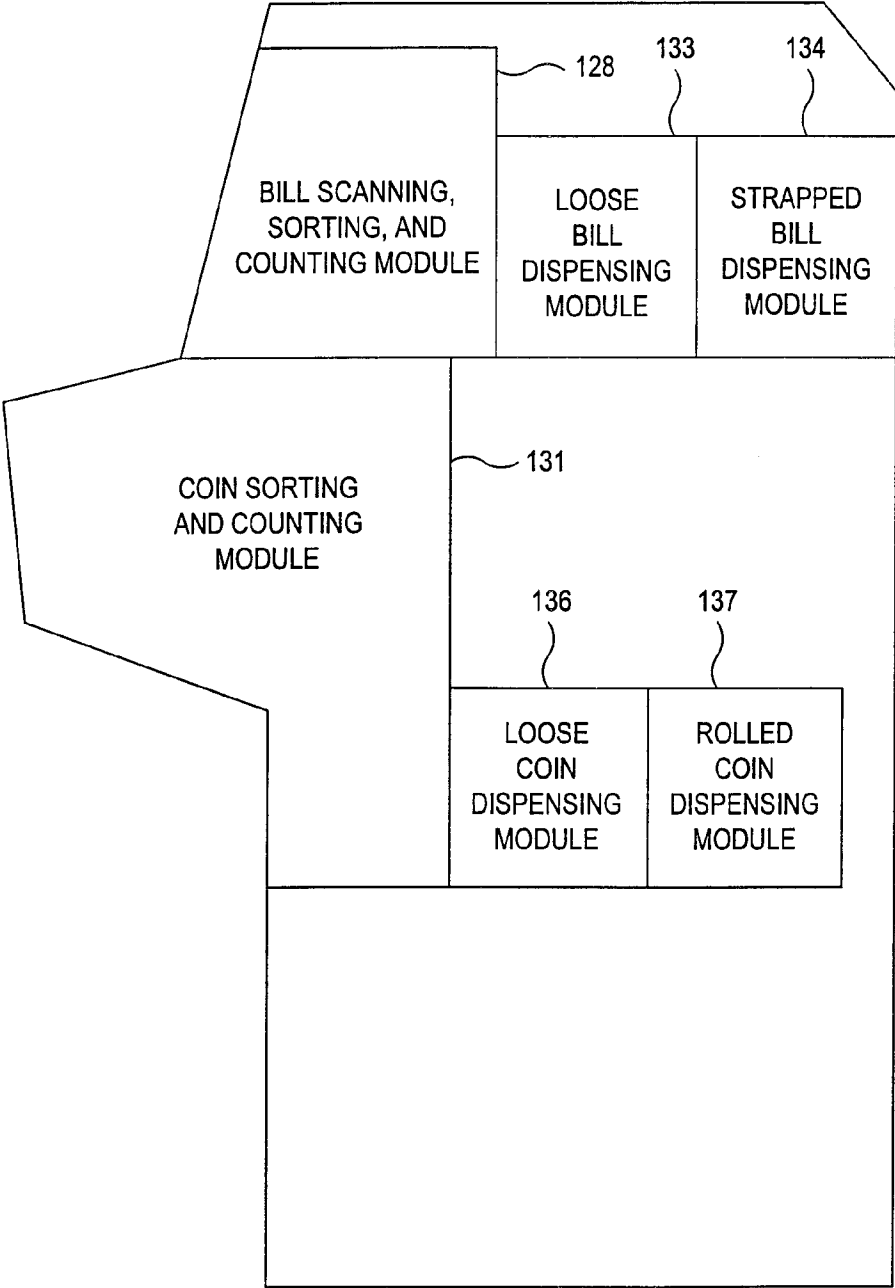 128
133
134
BILL SCANNING,
SORTING, AND
COUNTING MODULE
LOOSE
BILL
DISPENSING
MODULE
STRAPPED
BILL
DISPENSING
MODULE
131
COIN SORTING
AND COUNTING
MODULE
136
137
LOOSE
COIN
DISPENSING
MODULE
ROLLED
COIN
DISPENSING
MODULE